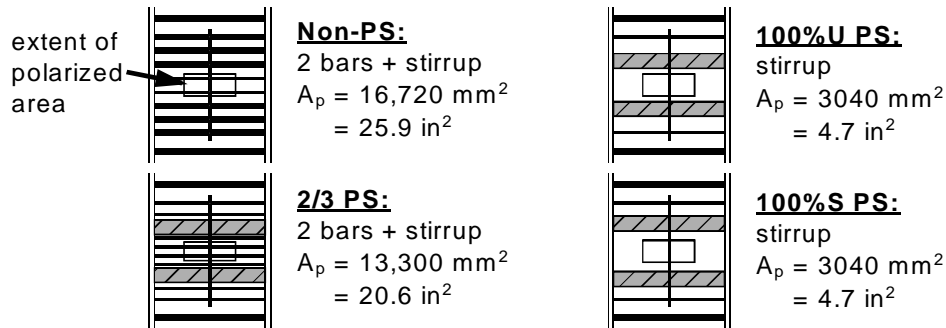 extent of
polarized
area
Non-PS:
2 bars + stirrup
Ap = 16,720 mm²
= 25.9 in²
100%U PS:
stirrup
Ap = 3040 mm²
= 4.7 in²
2/3 PS:
2 bars + stirrup
Ap = 13,300 mm²
= 20.6 in²
100%S PS:
stirrup
Ap = 3040 mm²
= 4.7 in²